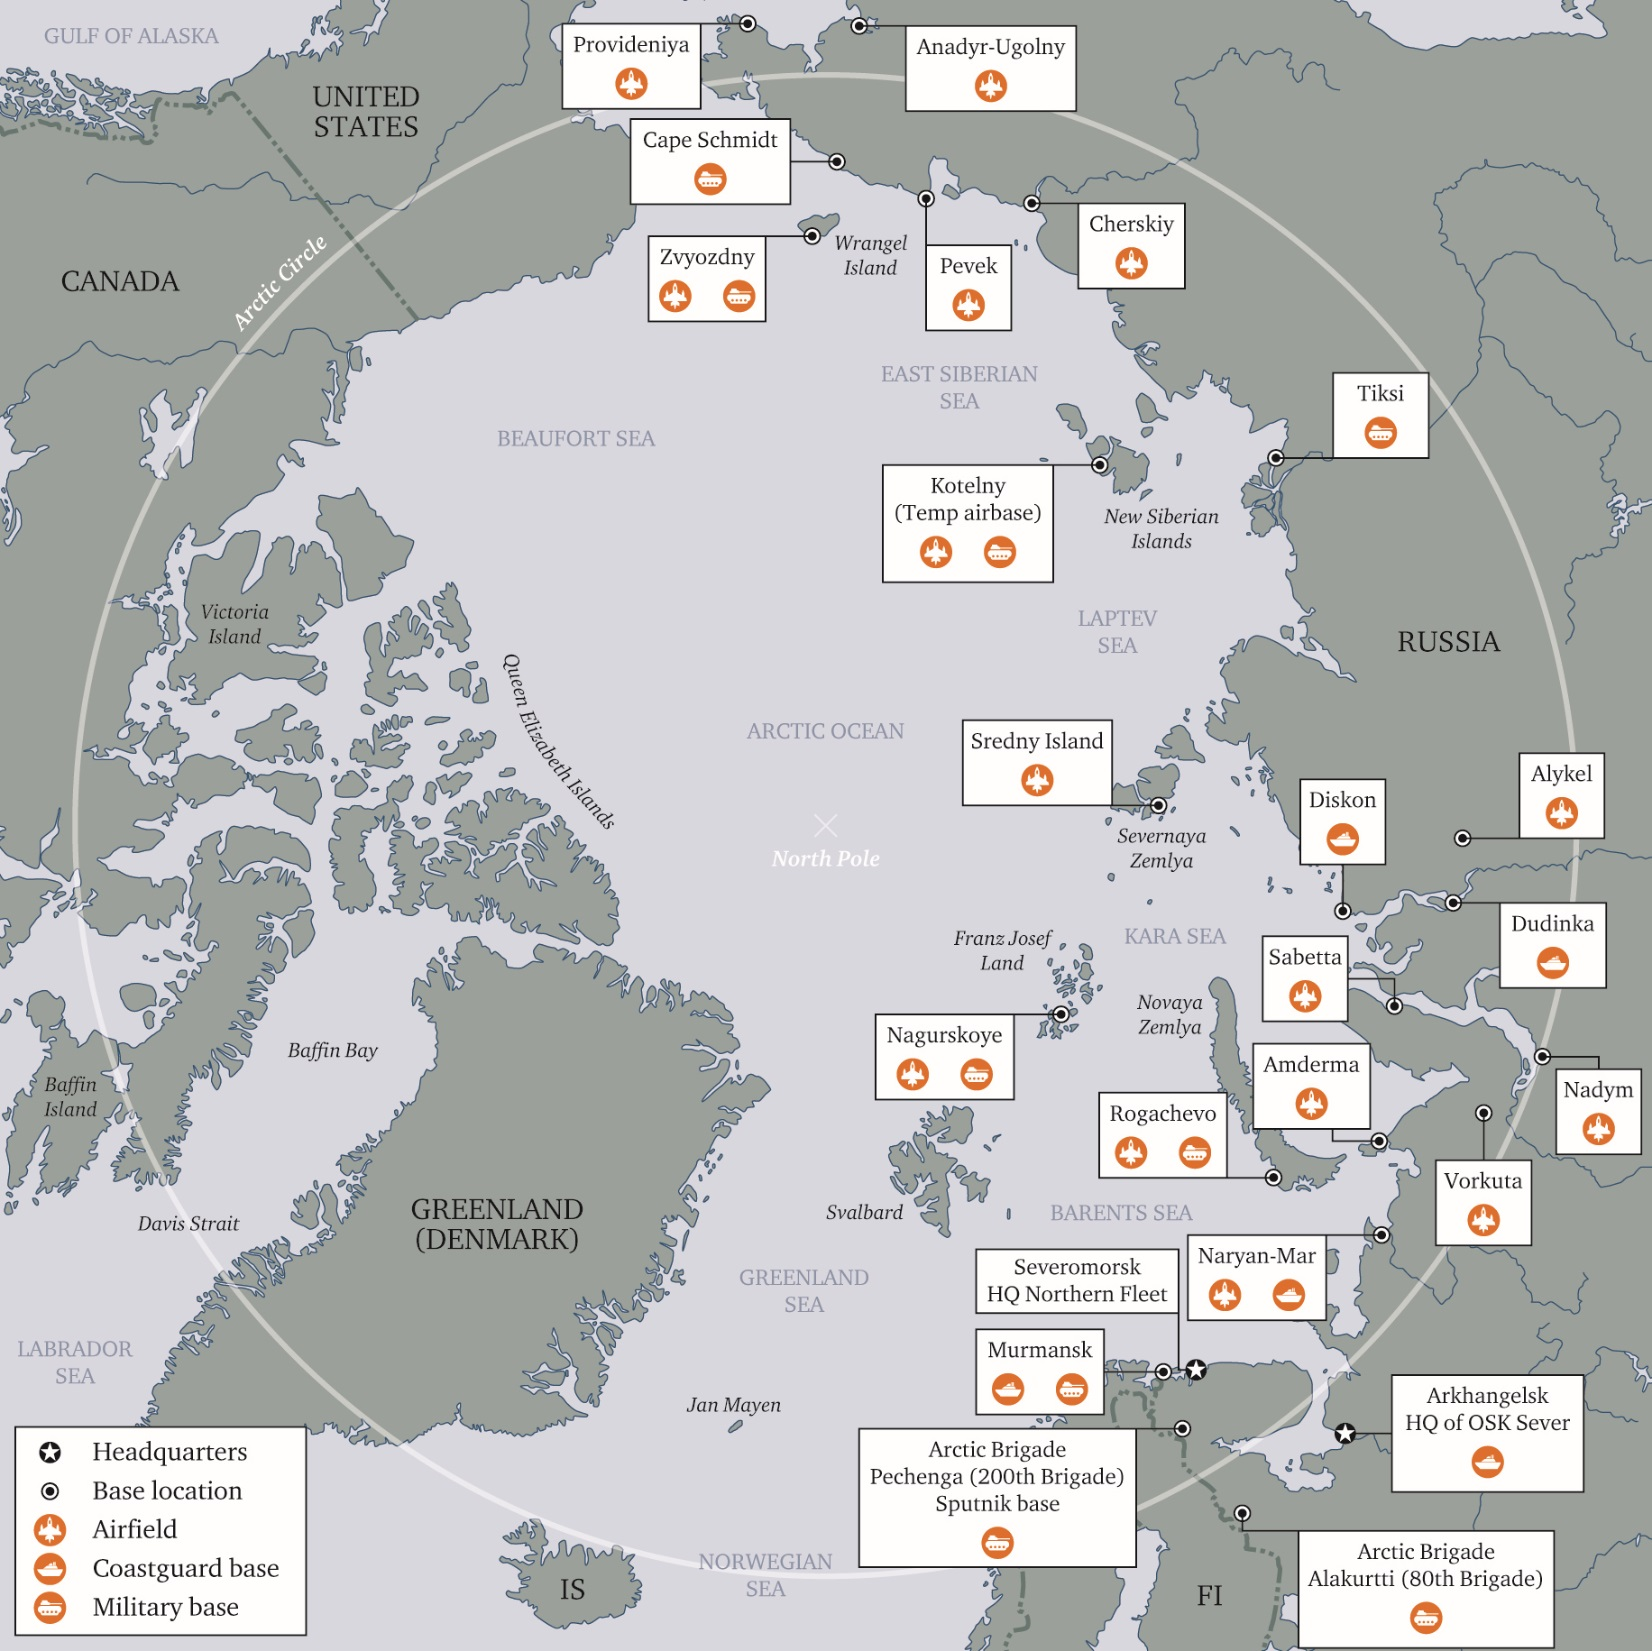 GULF OF ALASKA
UNITED
STATES
CANADA
Arctic Circle
Provideniya
Anadyr-Ugolny
Cape Schmidt
Zvyozdny
Wrangel
Island
Pevek
Cherskiy
EAST SIBERIAN
SEA
BEAUFORT SEA
Tiksi
Kotelny
(Temp airbase)
New Siberian
Islands
Victoria
Island
LAPTEV
SEA
RUSSIA
Queen Elizabeth Islands
ARCTIC OCEAN
Sredny Island
Severnaya
Zemlya
North Pole
Diskon
Alykel
Dudinka
Franz Josef
Land
KARA SEA
Sabetta
Novaya
Zemlya
Nagurskoye
Amderma
Nadym
Baffin Bay
Baffin
Island
Rogachevo
Vorkuta
Davis Strait
GREENLAND
(DENMARK)
Svalbard
BARENTS SEA
Naryan-Mar
GREENLAND
SEA
Severomorsk
HQ Northern Fleet
Murmansk
LABRADOR
SEA
Jan Mayen
Arkhangelsk
HQ of OSK Sever
Arctic Brigade
Pechenga (200th Brigade)
Sputnik base
Arctic Brigade
Alakurtti (80th Brigade)
NORWEGIAN
SEA
IS
FI
Headquarters
Base location
Airfield
Coastguard base
Military base